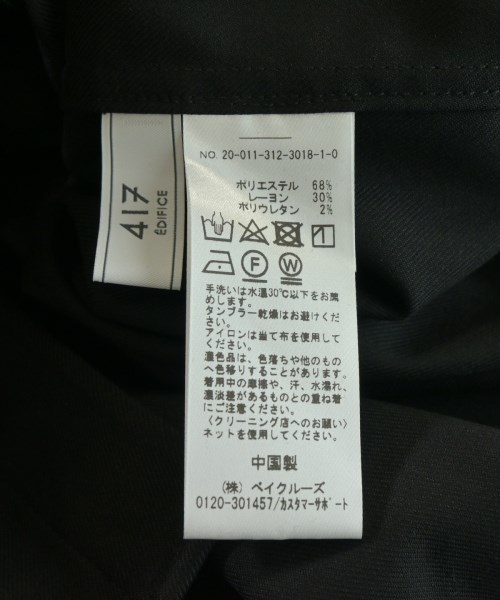 417
ÉDIFICE
NO. 20-011-312-3018-1-0
ポリエステル 68%
レーヨン 30%
ポリウレタン 2%
F
W
手洗いは水温30℃以下をお薦
めします。
タンブラー乾燥はお避けくださ
い。
アイロンは当て布を使用して
ください。
濃色品は、色落ちや他のもの
へ色移りすることがあります。
着用中の摩擦や、汗、水濡れ、
濃淡差があるものとの重ね着
にご注意ください。
〈クリーニング店へのお願い〉
ネットを使用してください。
中国製
(株) ベイクルーズ
0120-301457/カスタマーサポート